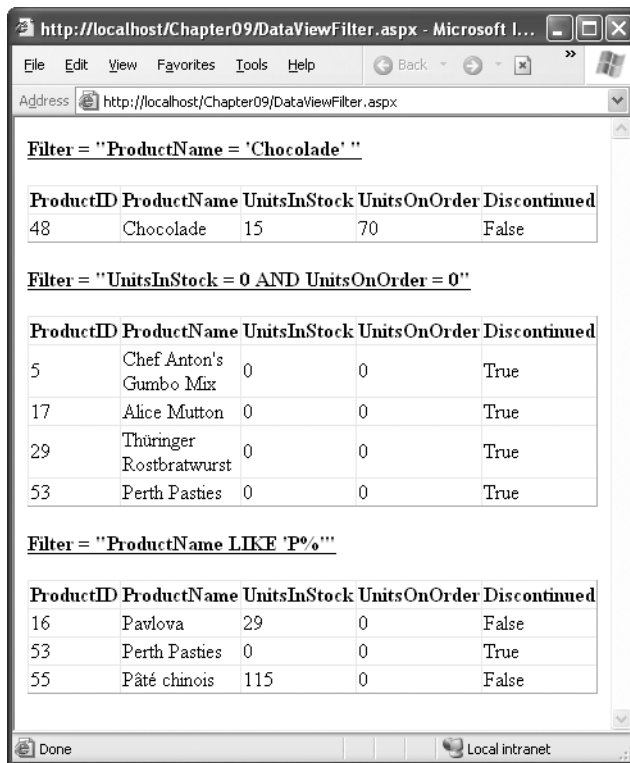 http://localhost/Chapter09/DataViewFilter.aspx - Microsoft I...
File Edit View Favorites Tools Help Back »
Address http://localhost/Chapter09/DataViewFilter.aspx
Filter = "ProductName = 'Chocolade' "
ProductID ProductName UnitsInStock UnitsOnOrder Discontinued
48 Chocolade 15 70 False
Filter = "UnitsInStock = 0 AND UnitsOnOrder = 0"
ProductID ProductName UnitsInStock UnitsOnOrder Discontinued
5 Chef Anton's Gumbo Mix 0 0 True
17 Alice Mutton 0 0 True
29 Thüringer Rostbratwurst 0 0 True
53 Perth Pasties 0 0 True
Filter = "ProductName LIKE 'P%'"
ProductID ProductName UnitsInStock UnitsOnOrder Discontinued
16 Pavlova 29 0 False
53 Perth Pasties 0 0 True
55 Pâté chinois 115 0 False
Done Local intranet